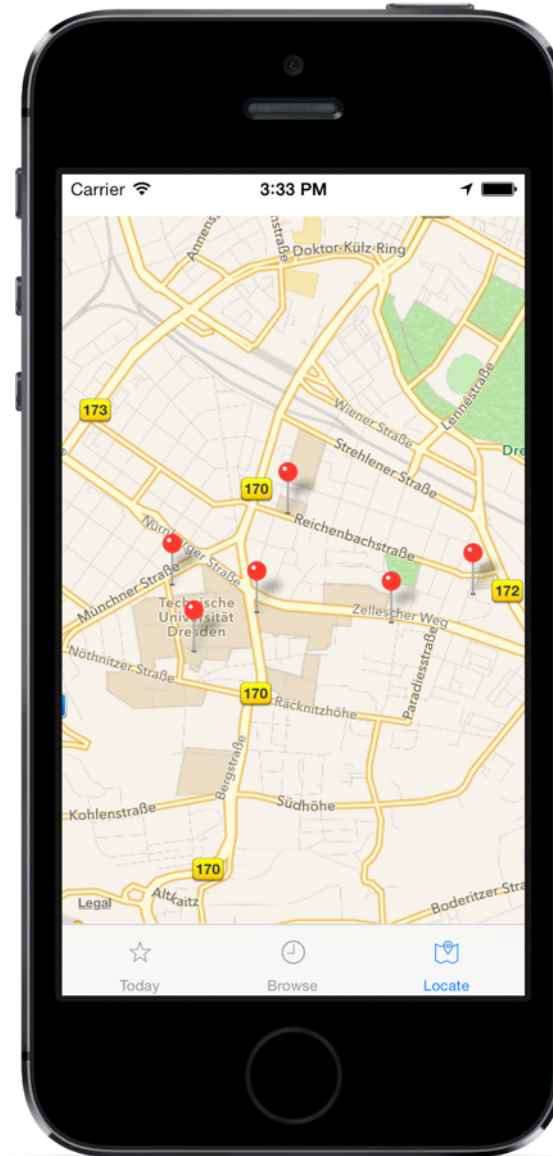 Carrier
3:33 PM
Annens
nstraße
Doktor-Külz-Ring
Lennéstraße
Wiener Straße
173
Strehlener Straße
Dre
170
Reichenbachstraße
Nürnberger Straße
Münchner Straße
172
Technische
Universität
Dresden
Zellescher Weg
Nöthnitzer Straße
Paradiesstraße
170
Räcknitzhöhe
Bergstraße
Kohlenstraße
Südhöhe
170
Altkaitz
Legal
Boderitzer Stra
Today
Browse
Locate